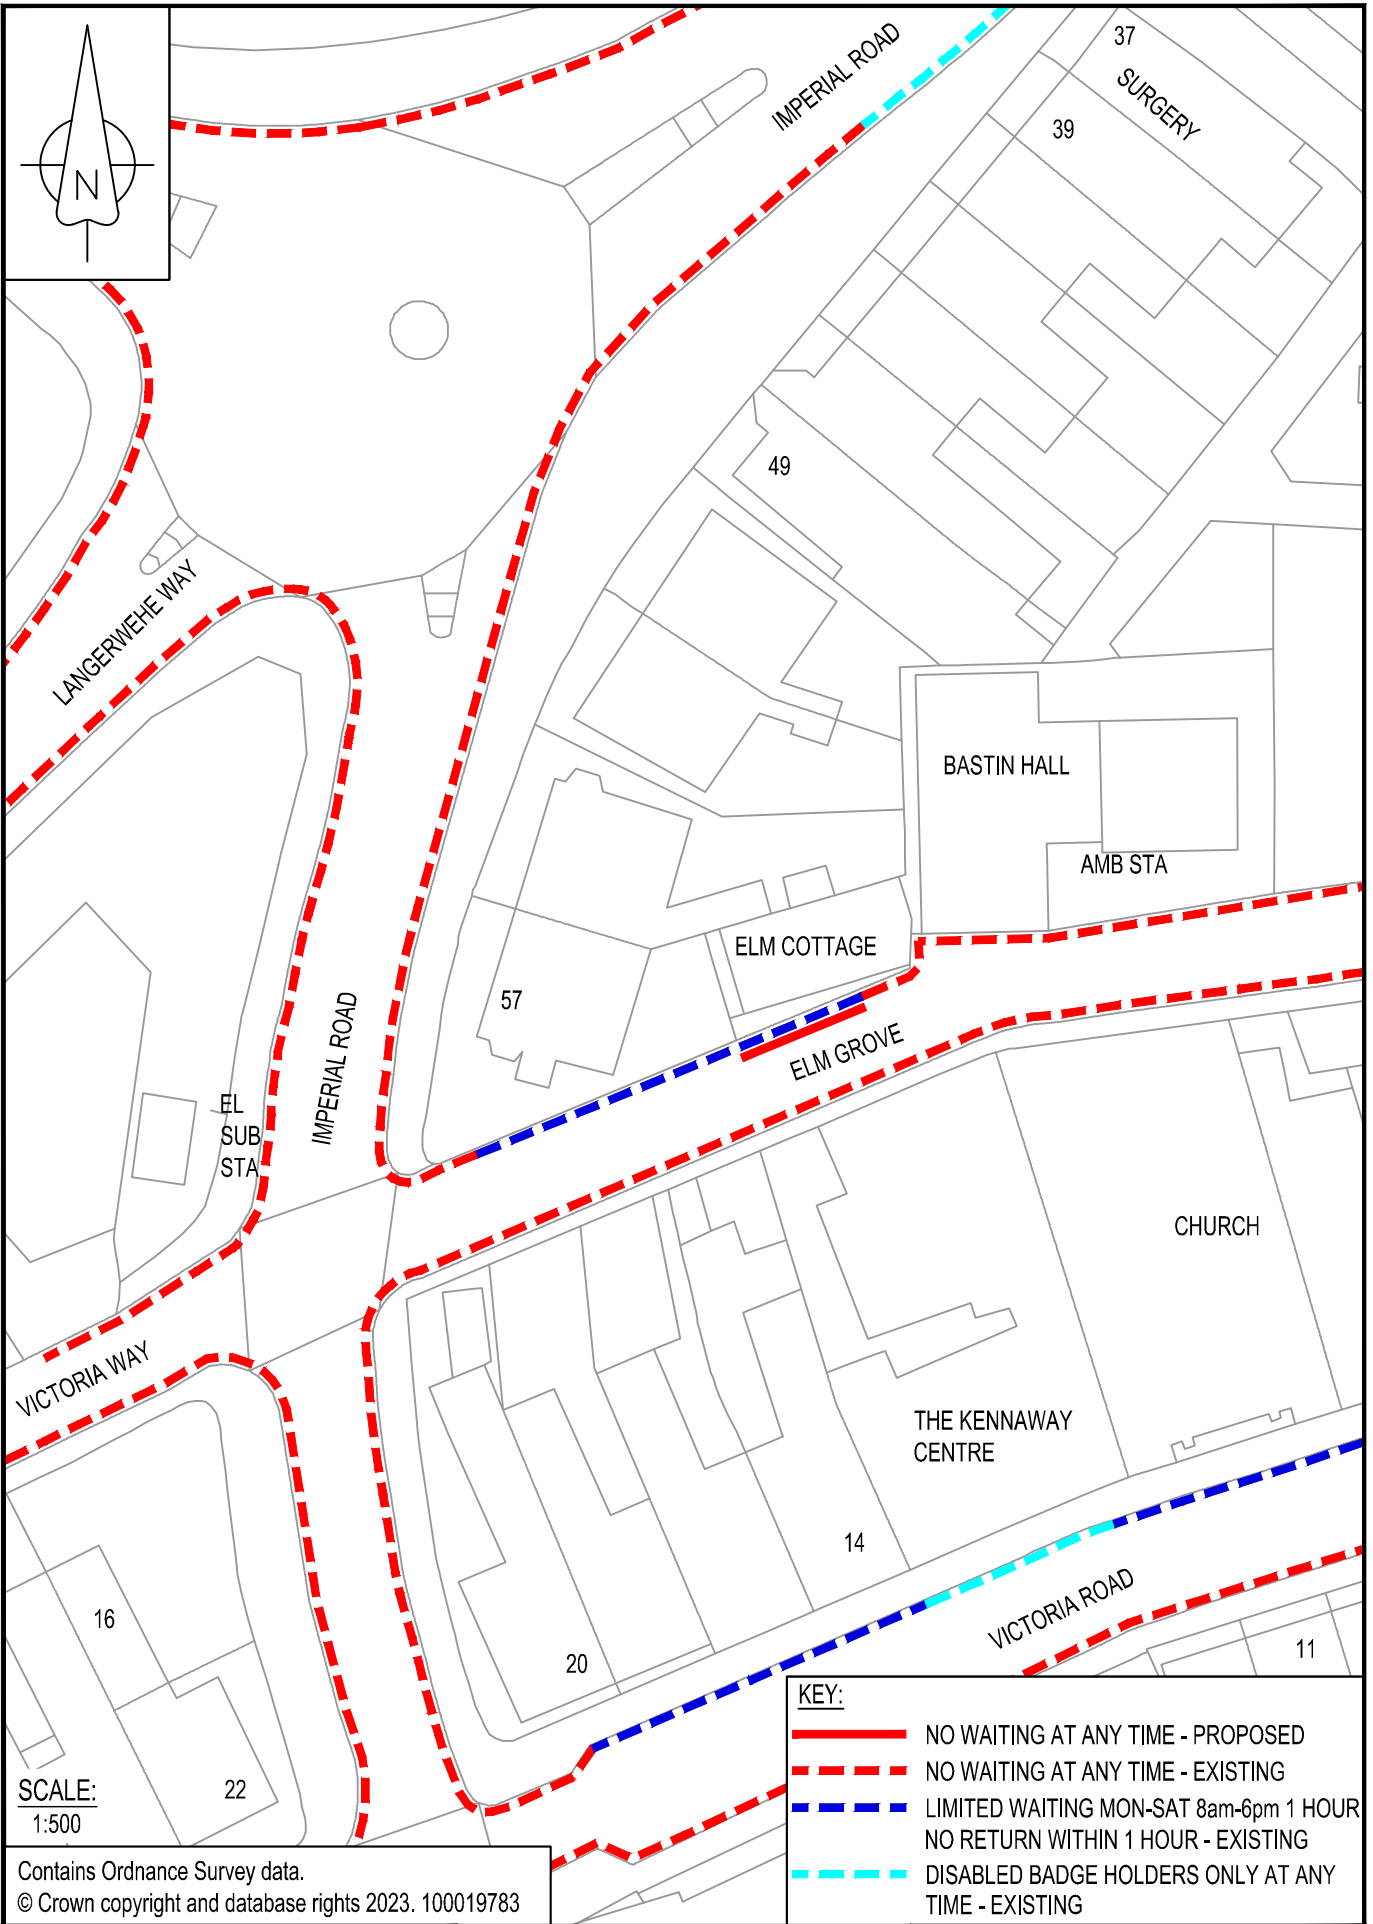 N
IMPERIAL ROAD
37
SURGERY
39
49
LANGERWEHE WAY
BASTIN HALL
AMB STA
ELM COTTAGE
57
IMPERIAL ROAD
ELM GROVE
EL
SUB
STA
CHURCH
VICTORIA WAY
THE KENNAWAY
CENTRE
14
16
VICTORIA ROAD
11
20
22
SCALE:
1:500
KEY:
NO WAITING AT ANY TIME - PROPOSED
NO WAITING AT ANY TIME - EXISTING
LIMITED WAITING MON-SAT 8am-6pm 1 HOUR
NO RETURN WITHIN 1 HOUR - EXISTING
DISABLED BADGE HOLDERS ONLY AT ANY
TIME - EXISTING
Contains Ordnance Survey data.
© Crown copyright and database rights 2023. 100019783